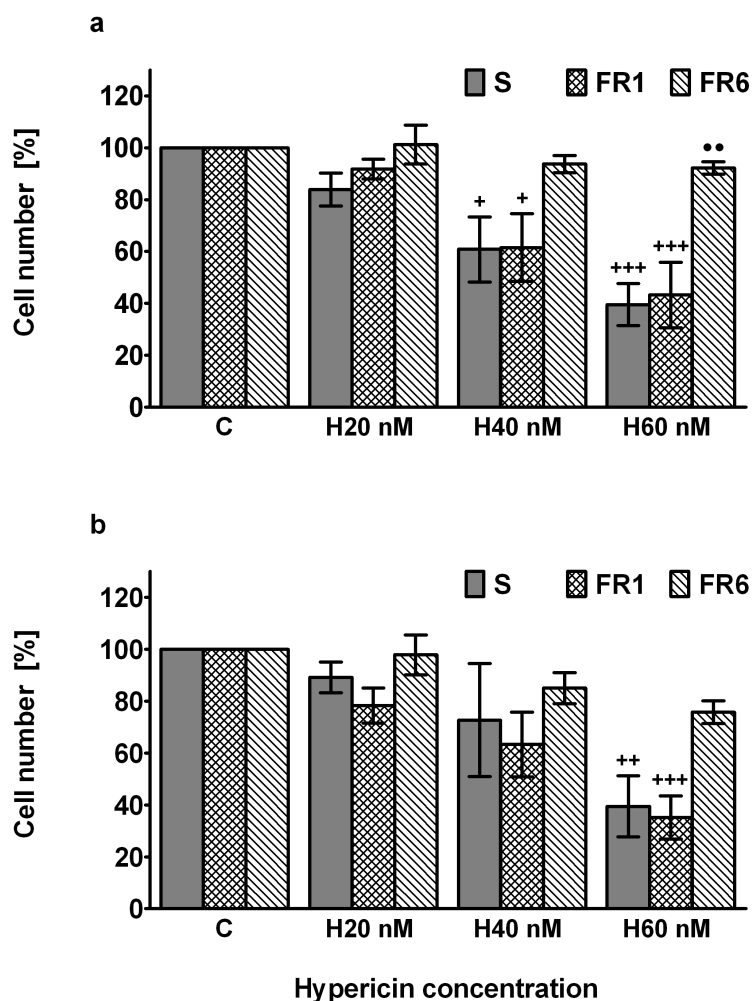 a
S FR1 FR6
Cell number [%]
120
100
80
60
40
20
0
••
+ +
+++ +++
C H20 nM H40 nM H60 nM
b
S FR1 FR6
Cell number [%]
120
100
80
60
40
20
0
++ +++
C H20 nM H40 nM H60 nM
Hypericin concentration